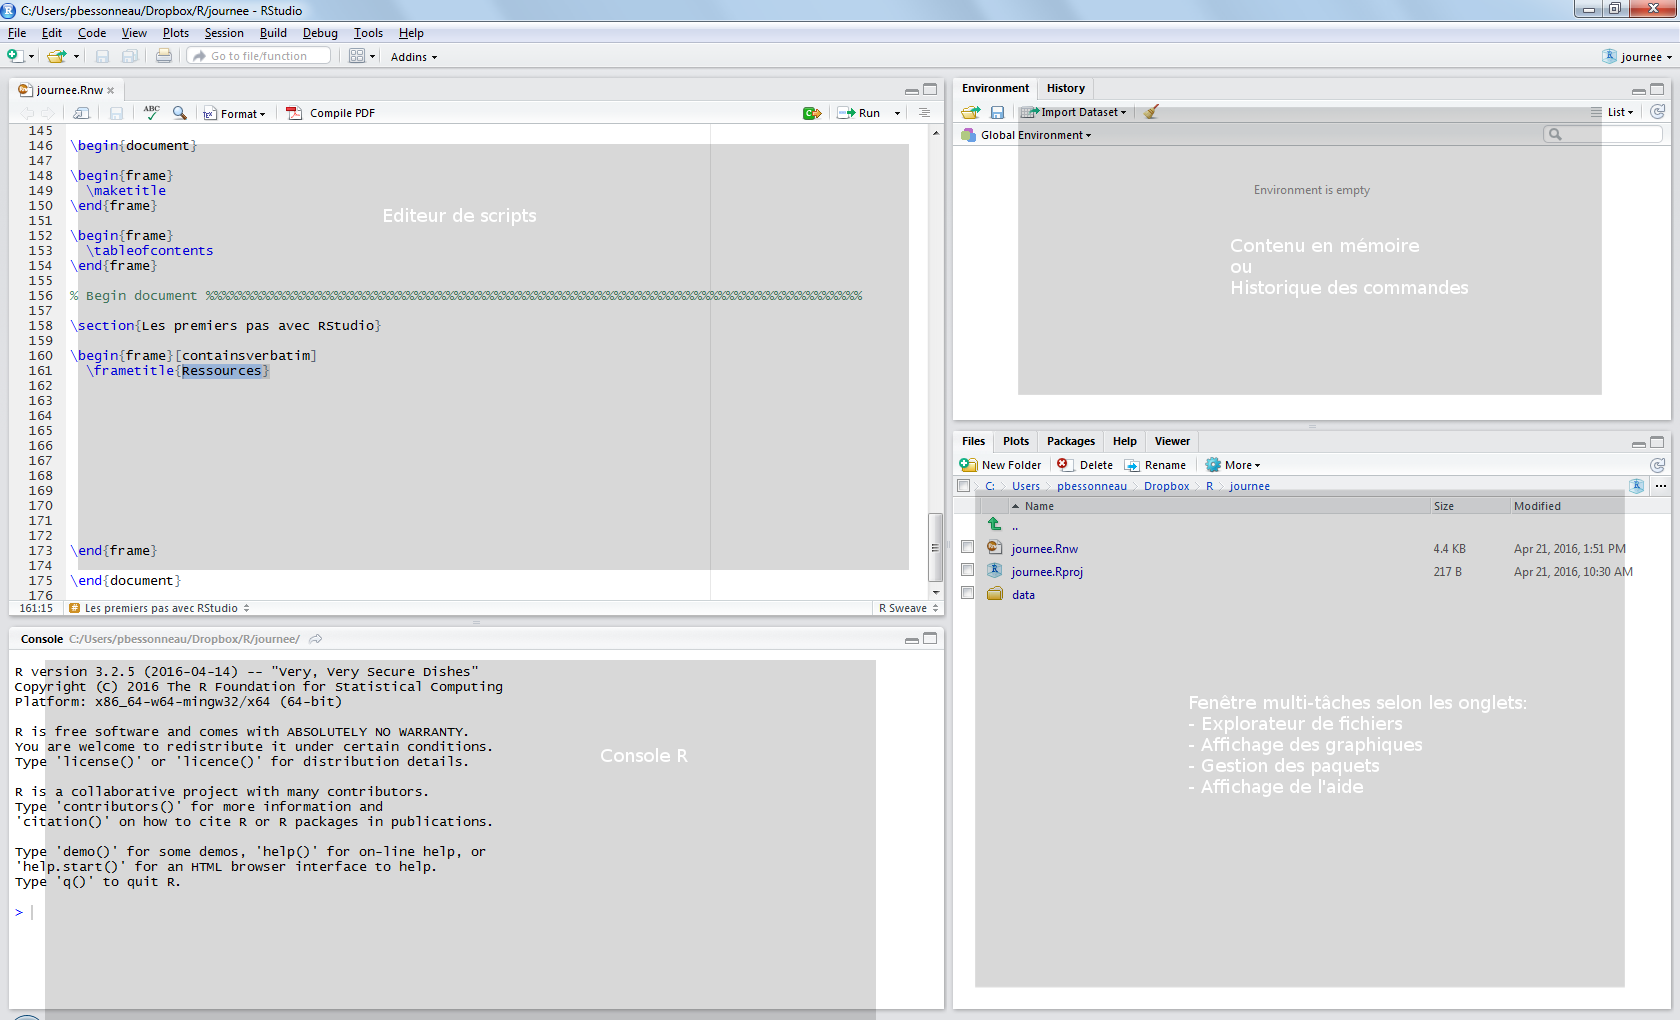 C:/Users/pbessonneau/Dropbox/R/journee - RStudio
File Edit Code View Plots Session Build Debug Tools Help
Go to file/function Addins journee
journee.Rnw
ABC Format Compile PDF Run
145
146 \begin{document}
147
148 \begin{frame}
149 \maketitle
150 \end{frame}
151
152 \begin{frame}
153 \tableofcontents
154 \end{frame}
155
156 % Begin document %%%%%%%%%%%%%%%%%%%%%%%%%%%%%%%%%%%%%%%%%%%%%%%%%%%%%%%%%%%%%%%%%%%%%%%%%%%%%%%%%%%%
157
158 \section{Les premiers pas avec RStudio}
159
160 \begin{frame}[containsverbatim]
161 \frametitle{Ressources}
162
163
164
165
166
167
168
169
170
171
172
173 \end{frame}
174
175 \end{document}
176
Editeur de scripts
161:15 # Les premiers pas avec RStudio R Sweave
Console C:/Users/pbessonneau/Dropbox/R/journee/
R version 3.2.5 (2016-04-14) -- "Very, Very Secure Dishes"
Copyright (C) 2016 The R Foundation for Statistical Computing
Platform: x86_64-w64-mingw32/x64 (64-bit)
R is free software and comes with ABSOLUTELY NO WARRANTY.
You are welcome to redistribute it under certain conditions.
Type 'license()' or 'licence()' for distribution details.
R is a collaborative project with many contributors.
Type 'contributors()' for more information and
'citation()' on how to cite R or R packages in publications.
Type 'demo()' for some demos, 'help()' for on-line help, or
'help.start()' for an HTML browser interface to help.
Type 'q()' to quit R.
>
Console R
Environment History
Import Dataset List
Global Environment
Environment is empty
Contenu en mémoire
ou
Historique des commandes
Files Plots Packages Help Viewer
New Folder Delete Rename More
C: Users pbessonneau Dropbox R journee ...
Name Size Modified
..
journee.Rnw 4.4 KB Apr 21, 2016, 1:51 PM
journee.Rproj 217 B Apr 21, 2016, 10:30 AM
data
Fenêtre multi-tâches selon les onglets:
- Explorateur de fichiers
- Affichage des graphiques
- Gestion des paquets
- Affichage de l'aide